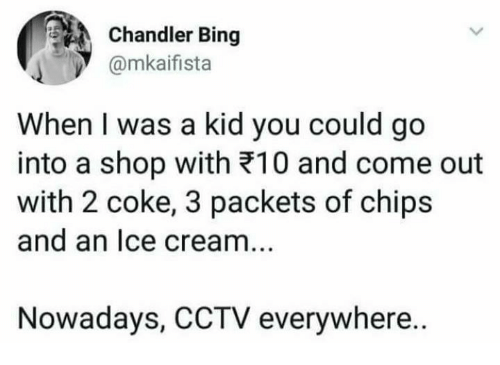 Chandler Bing
@mkaifista
When I was a kid you could go
into a shop with ₹10 and come out
with 2 coke, 3 packets of chips
and an Ice cream...
Nowadays, CCTV everywhere..